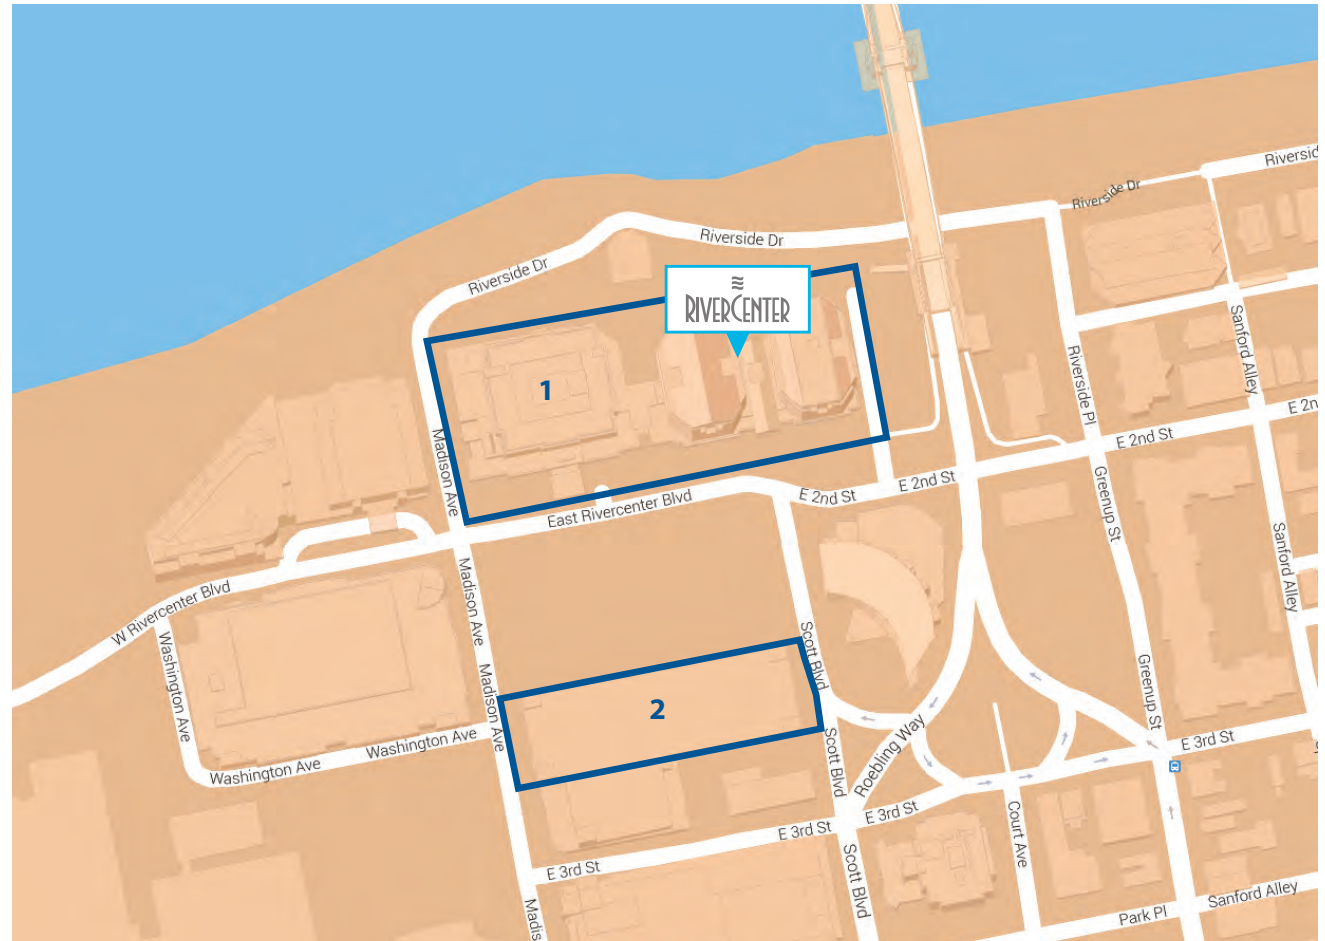 Riversid
Riverside Dr
Riverside Dr
Riverside Dr
≋
RIVERCENTER
Sanford Alley
Riverside Pl
1
E 2n
E 2nd St
Madison Ave
E 2nd St
E 2nd St
Greenup St
East Rivercenter Blvd
Sanford Alley
W Rivercenter Blvd
Madison Ave
Washington Ave
Scott Blvd
Greenup St
Madison Ave
2
Washington Ave
Washington Ave
Scott Blvd
Roebling Way
E 3rd St
E 3rd St
E 3rd St
Court Ave
E 3rd St
Scott Blvd
Madis
Park Pl
Sanford Alley